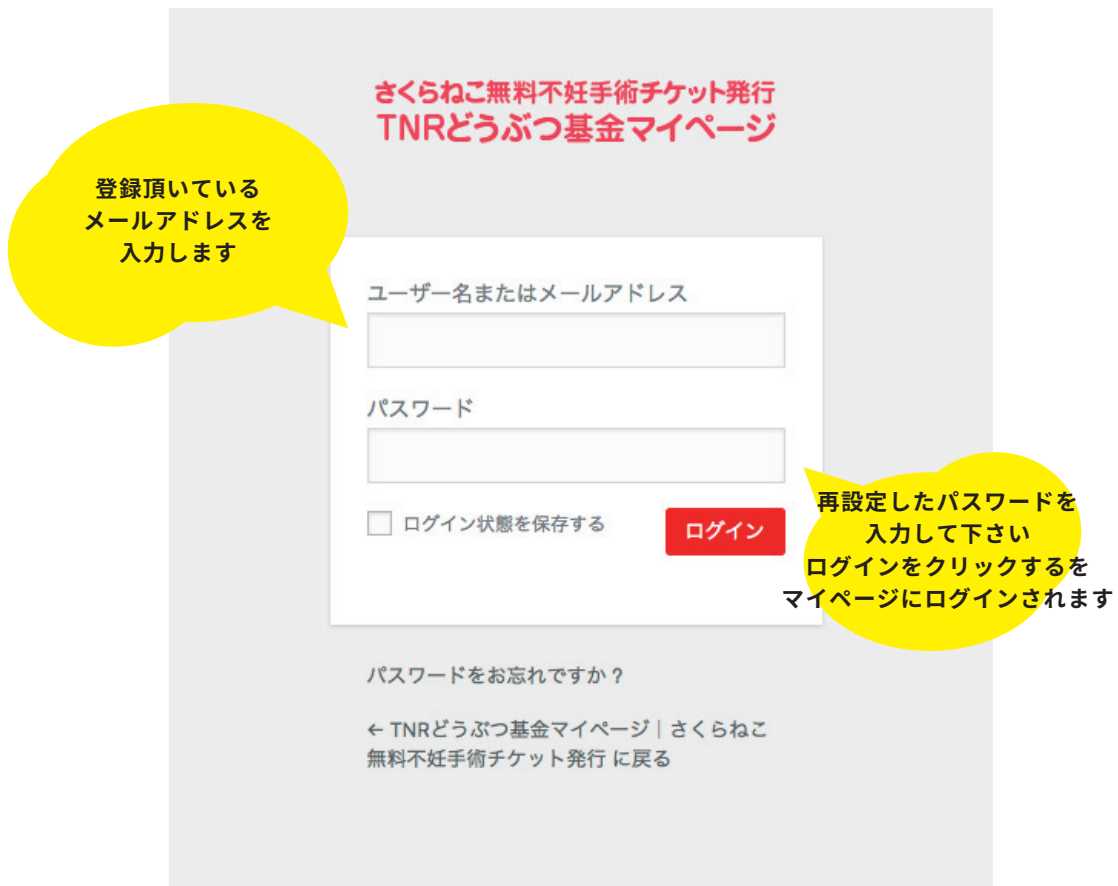 さくらねこ無料不妊手術チケット発行
TNRどうぶつ基金マイページ
登録頂いている
メールアドレスを
入力します
ユーザー名またはメールアドレス
パスワード
ログイン状態を保存する
ログイン
再設定したパスワードを
入力して下さい
ログインをクリックするを
マイページにログインされます
パスワードをお忘れですか？
← TNRどうぶつ基金マイページ｜さくらねこ
無料不妊手術チケット発行 に戻る